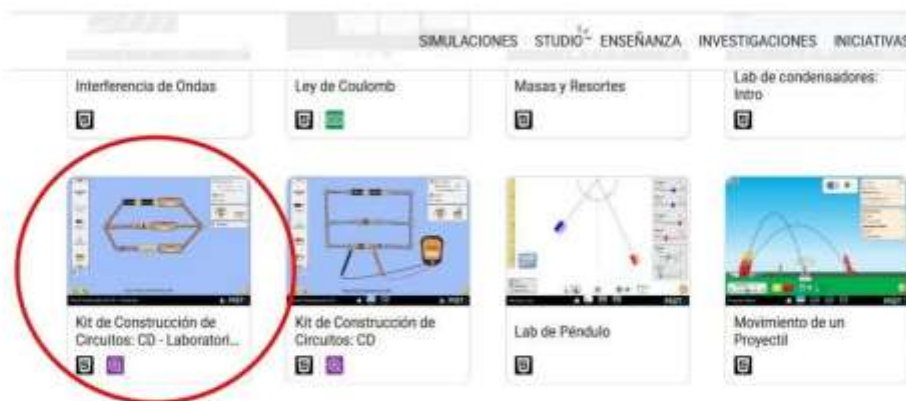 SIMULACIONES STUDIO ENSEÑANZA INVESTIGACIONES INICIATIVAS
Interferencia de Ondas
Ley de Coulomb
Masas y Resortes
Lab de condensadores:
Intro
Kit de Construcción de
Circuitos: CD - Laboratori...
Kit de Construcción de
Circuitos: CD
Lab de Péndulo
Movimiento de un
Proyectil